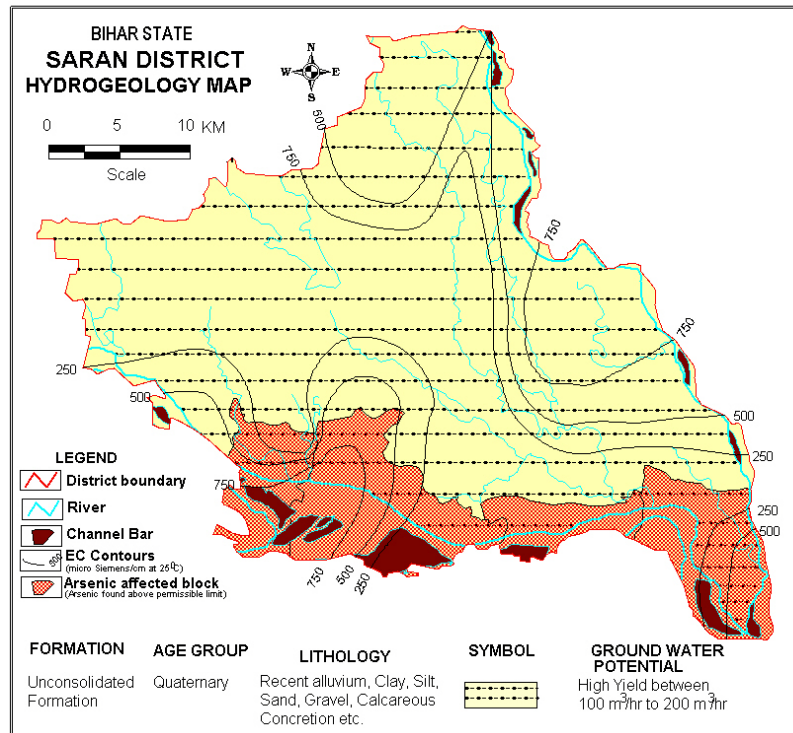 BIHAR STATE
SARAN DISTRICT
HYDROGEOLOGY MAP
N
W E
S
0 5 10 KM
Scale
500
750
750
750
250
500
500
250
250
500
750
750
500
250
LEGEND
District boundary
River
Channel Bar
500
EC Contours
(micro Siemens/cm at 25⁰C)
Arsenic affected block
(Arsenic found above permissible limit)
FORMATION
Unconsolidated
Formation
AGE GROUP
Quaternary
LITHOLOGY
Recent alluvium, Clay, Silt,
Sand, Gravel, Calcareous
Concretion etc.
SYMBOL
GROUND WATER
POTENTIAL
High Yield between
100 m³/hr to 200 m³/hr